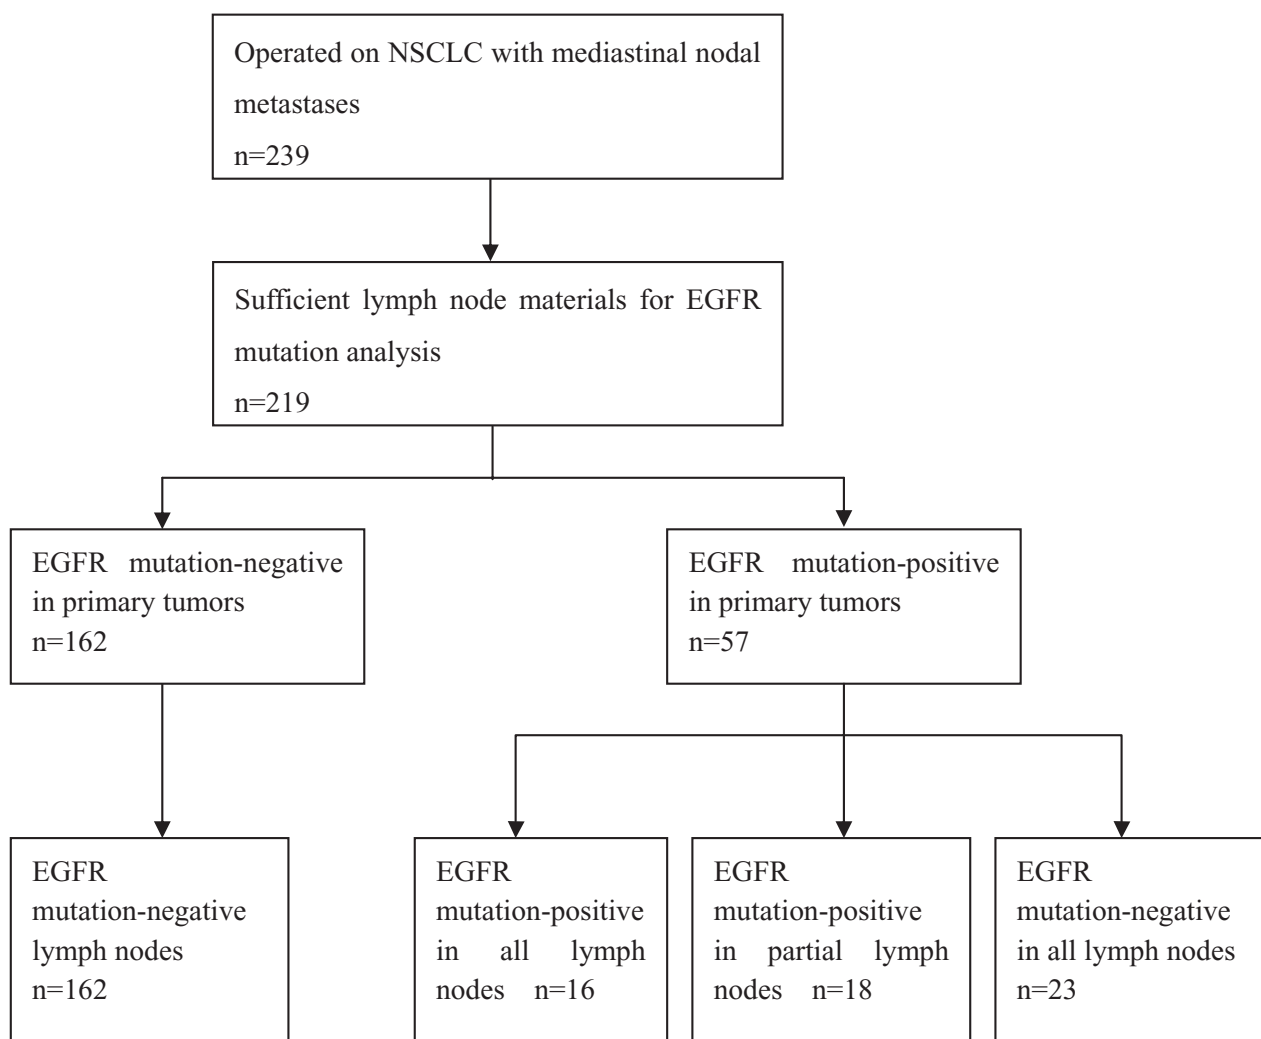 Operated on NSCLC with mediastinal nodal
metastases
n=239
Sufficient lymph node materials for EGFR
mutation analysis
n=219
EGFR mutation-negative
in primary tumors
n=162
EGFR mutation-positive
in primary tumors
n=57
EGFR
mutation-negative
lymph nodes
n=162
EGFR
mutation-positive
in all lymph
nodes n=16
EGFR
mutation-positive
in partial lymph
nodes n=18
EGFR
mutation-negative
in all lymph nodes
n=23